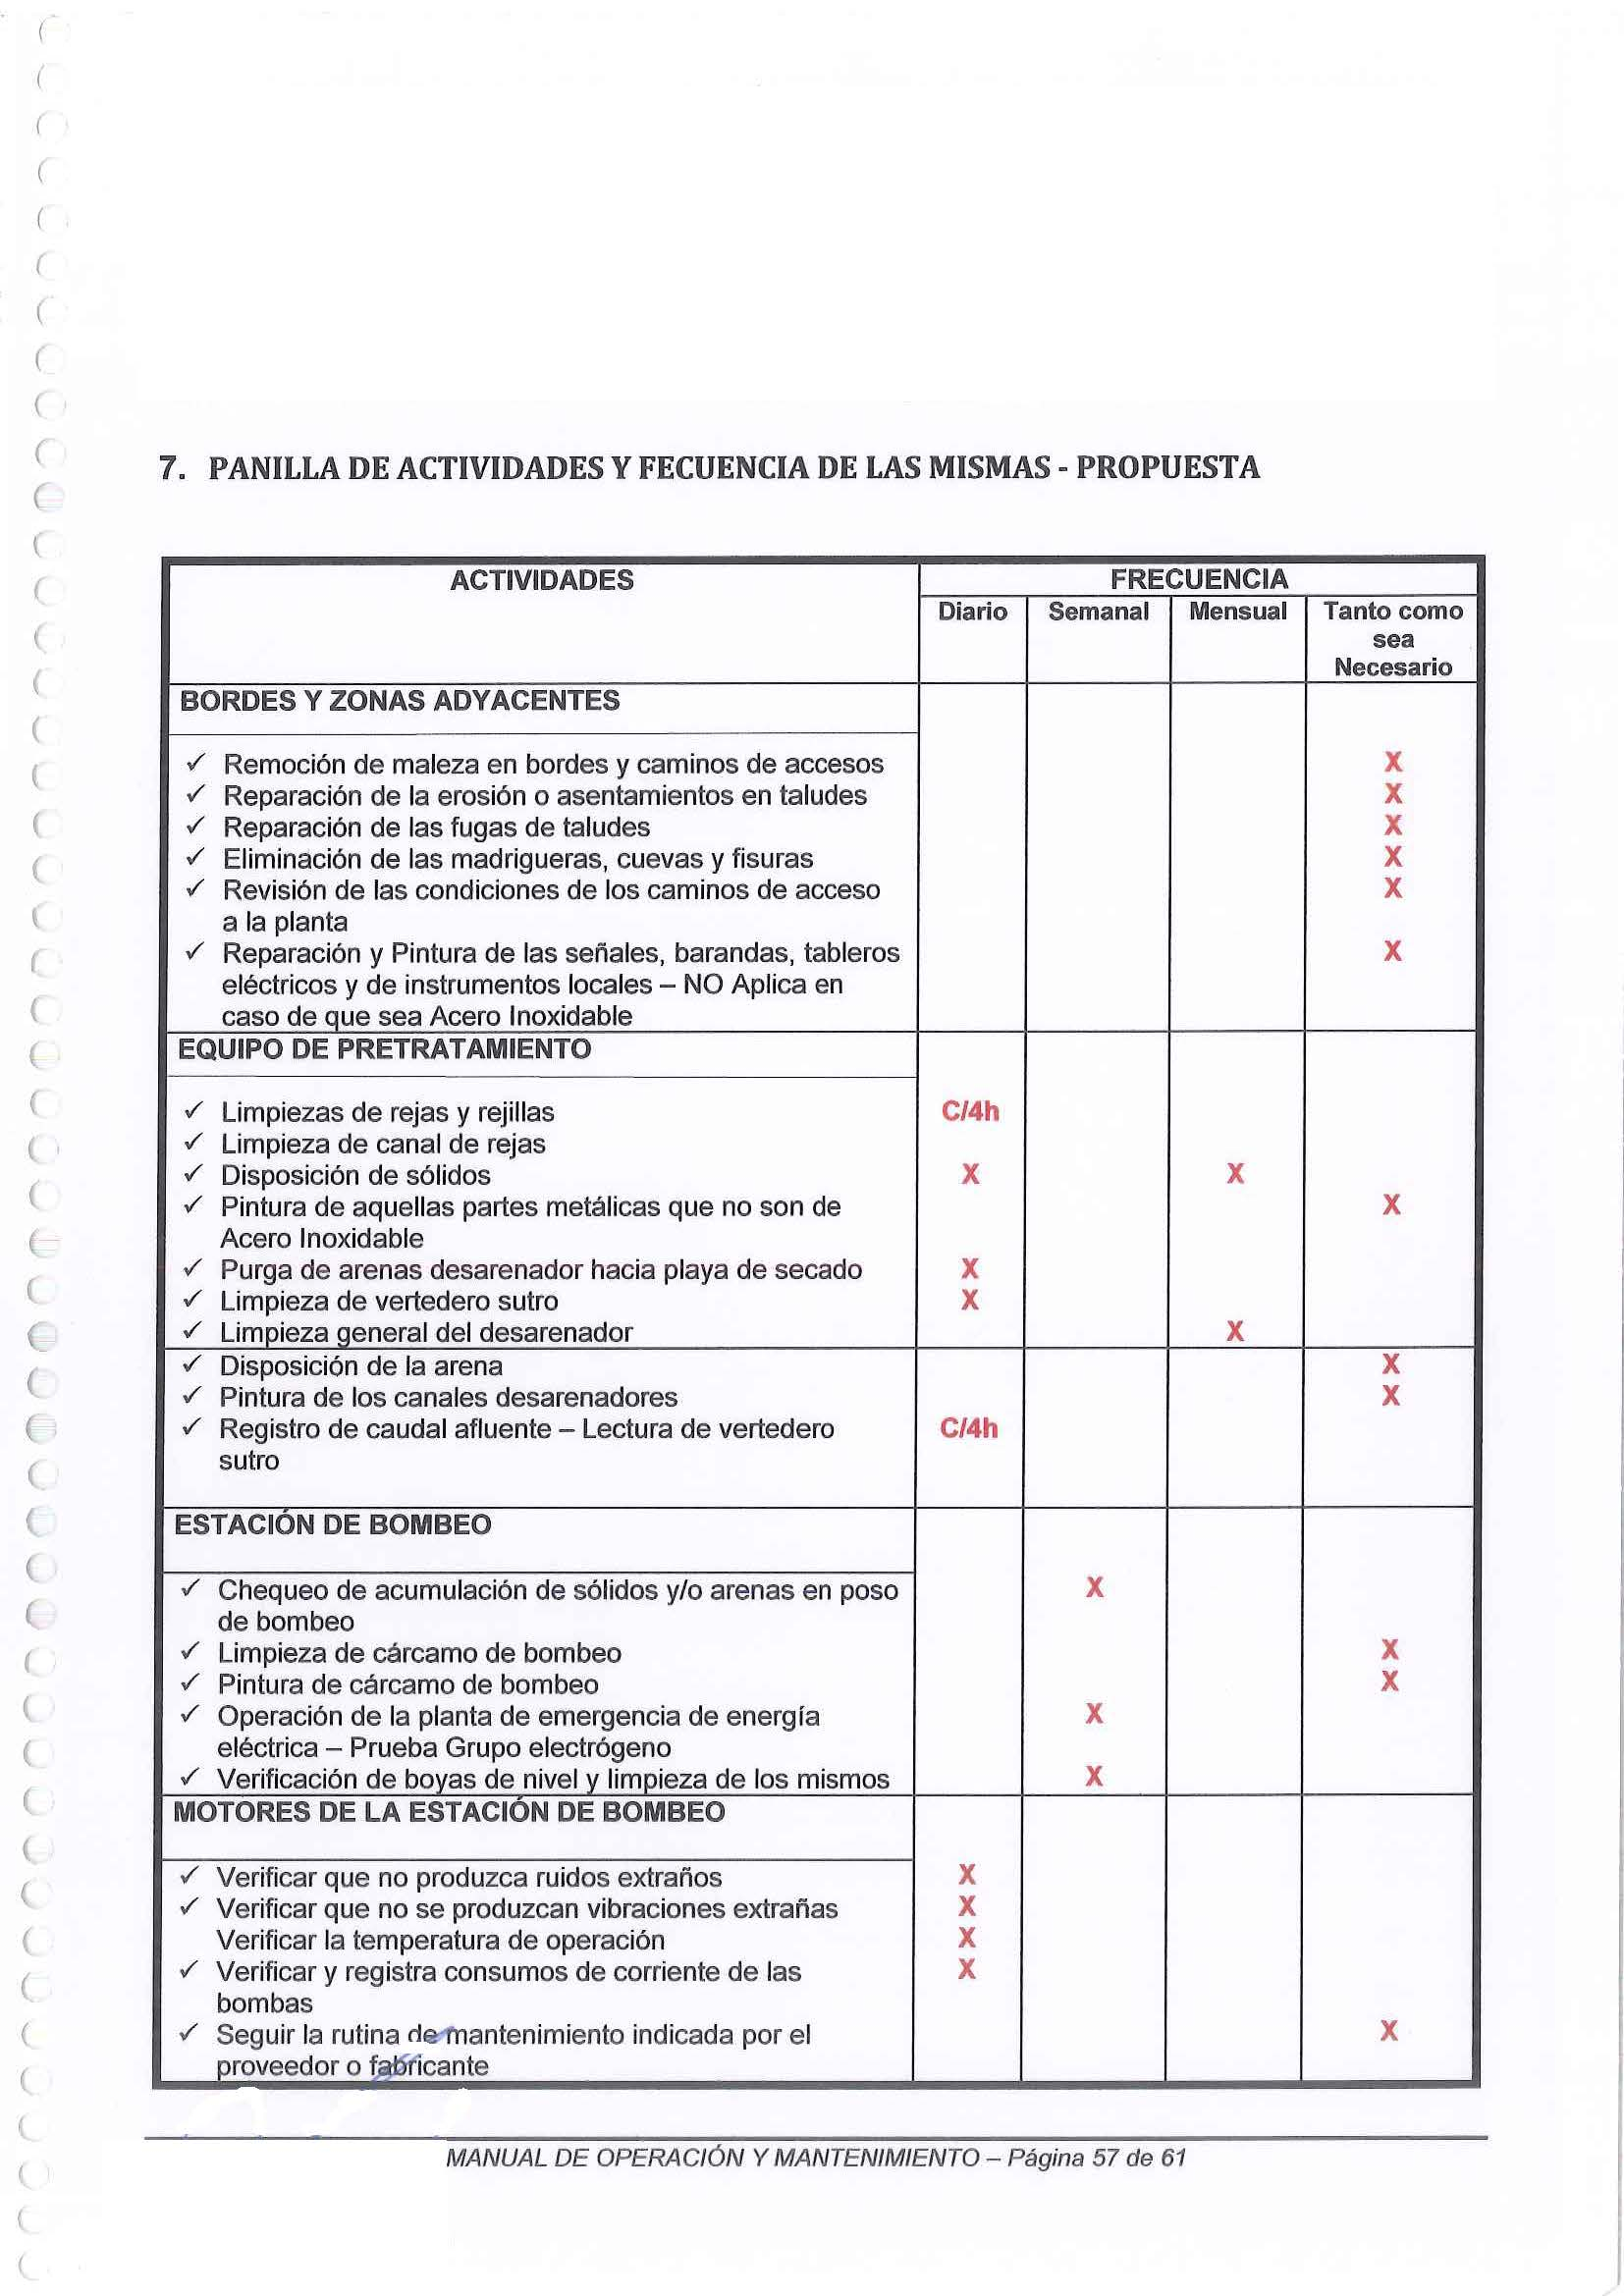 7. PANILLA DE ACTIVIDADES Y FECUENCIA DE LAS MISMAS - PROPUESTA
ACTIVIDADES FRECUENCIA
Diario Semanal Mensual Tanto como
sea
Necesario
BORDES Y ZONAS ADYACENTES
✓ Remoción de maleza en bordes y caminos de accesos X
✓ Reparación de la erosión o asentamientos en taludes X
✓ Reparación de las fugas de taludes X
✓ Eliminación de las madrigueras, cuevas y fisuras X
✓ Revisión de las condiciones de los caminos de acceso X
a la planta
✓ Reparación y Pintura de las señales, barandas, tableros X
eléctricos y de instrumentos locales – NO Aplica en
caso de que sea Acero Inoxidable
EQUIPO DE PRETRATAMIENTO
✓ Limpiezas de rejas y rejillas C/4h
✓ Limpieza de canal de rejas
✓ Disposición de sólidos X X
✓ Pintura de aquellas partes metálicas que no son de X
Acero Inoxidable
✓ Purga de arenas desarenador hacia playa de secado X
✓ Limpieza de vertedero sutro X
✓ Limpieza general del desarenador X
✓ Disposición de la arena X
✓ Pintura de los canales desarenadores X
✓ Registro de caudal afluente – Lectura de vertedero C/4h
sutro
ESTACIÓN DE BOMBEO
✓ Chequeo de acumulación de sólidos y/o arenas en poso X
de bombeo
✓ Limpieza de cárcamo de bombeo X
✓ Pintura de cárcamo de bombeo X
✓ Operación de la planta de emergencia de energía X
eléctrica – Prueba Grupo electrógeno
✓ Verificación de boyas de nivel y limpieza de los mismos X
MOTORES DE LA ESTACIÓN DE BOMBEO
✓ Verificar que no produzca ruidos extraños X
✓ Verificar que no se produzcan vibraciones extrañas X
Verificar la temperatura de operación X
✓ Verificar y registra consumos de corriente de las X
bombas
✓ Seguir la rutina de mantenimiento indicada por el X
proveedor o fabricante
MANUAL DE OPERACIÓN Y MANTENIMIENTO – Página 57 de 61